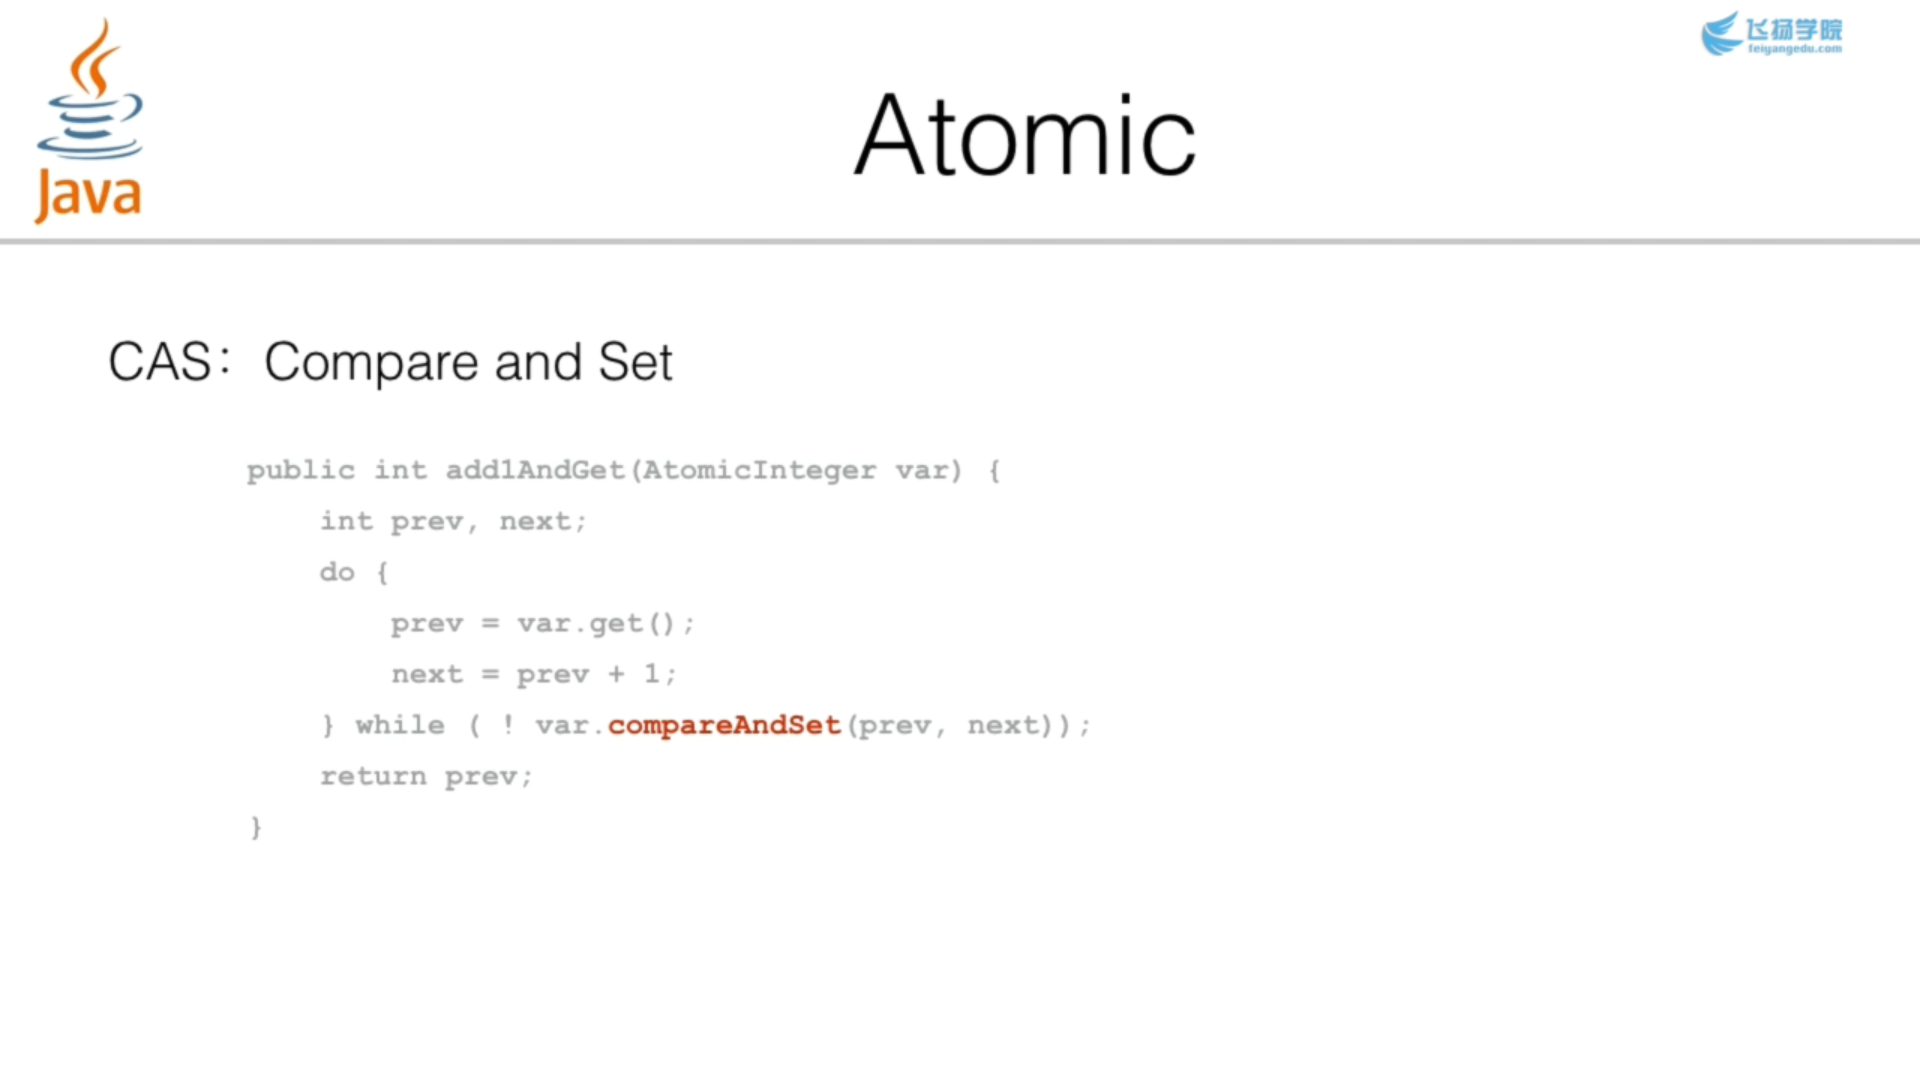 Java
飞扬学院
feiyangedu.com
Atomic
CAS：Compare and Set
public int add1AndGet(AtomicInteger var) {
    int prev, next;
    do {
        prev = var.get();
        next = prev + 1;
    } while ( ! var.compareAndSet(prev, next));
    return prev;
}